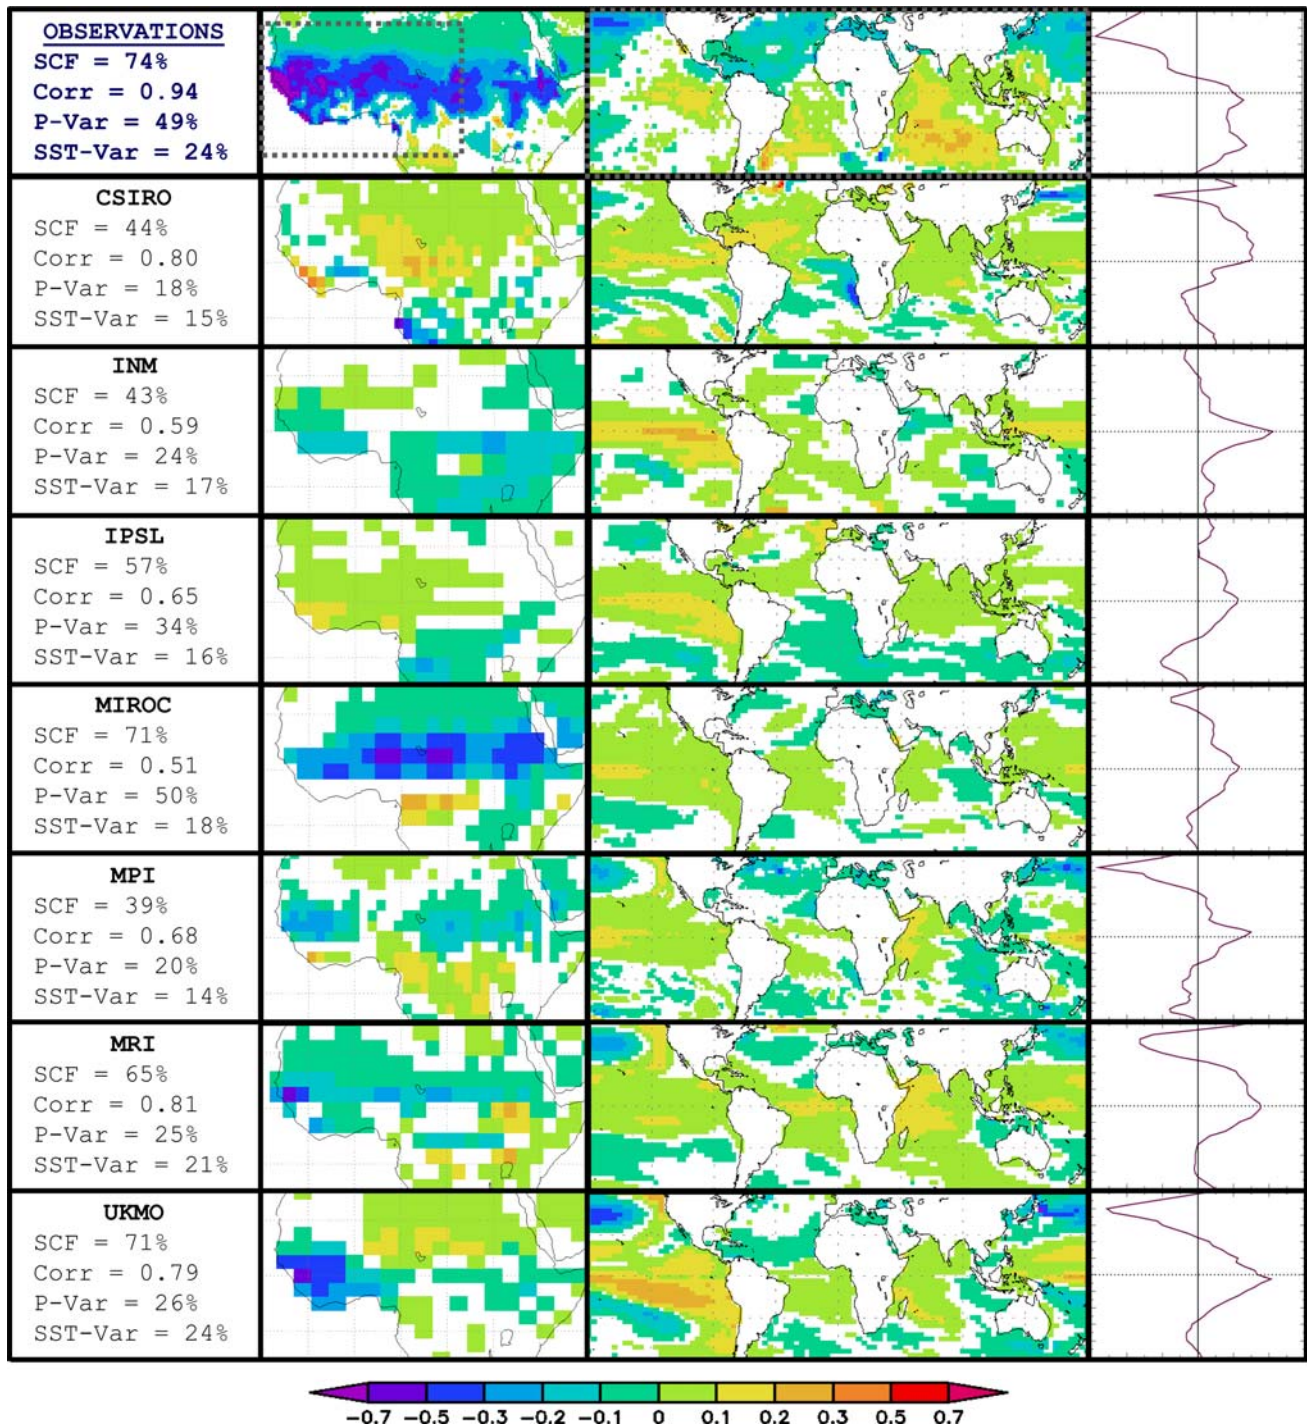 OBSERVATIONS
SCF = 74%
Corr = 0.94
P-Var = 49%
SST-Var = 24%
CSIRO
SCF = 44%
Corr = 0.80
P-Var = 18%
SST-Var = 15%
INM
SCF = 43%
Corr = 0.59
P-Var = 24%
SST-Var = 17%
IPSL
SCF = 57%
Corr = 0.65
P-Var = 34%
SST-Var = 16%
MIROC
SCF = 71%
Corr = 0.51
P-Var = 50%
SST-Var = 18%
MPI
SCF = 39%
Corr = 0.68
P-Var = 20%
SST-Var = 14%
MRI
SCF = 65%
Corr = 0.81
P-Var = 25%
SST-Var = 21%
UKMO
SCF = 71%
Corr = 0.79
P-Var = 26%
SST-Var = 24%
-0.7 -0.5 -0.3 -0.2 -0.1 0 0.1 0.2 0.3 0.5 0.7